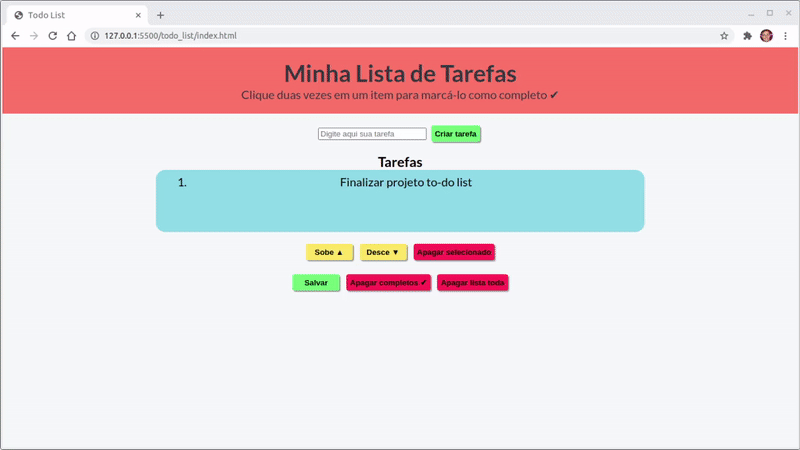 Todo List
127.0.0.1:5500/todo_list/index.html
Minha Lista de Tarefas
Clique duas vezes em um item para marcá-lo como completo ✔
Digite aqui sua tarefa Criar tarefa
Tarefas
1. Finalizar projeto to-do list
Sobe ▲ Desce ▼ Apagar selecionado
Salvar Apagar completos ✔ Apagar lista toda